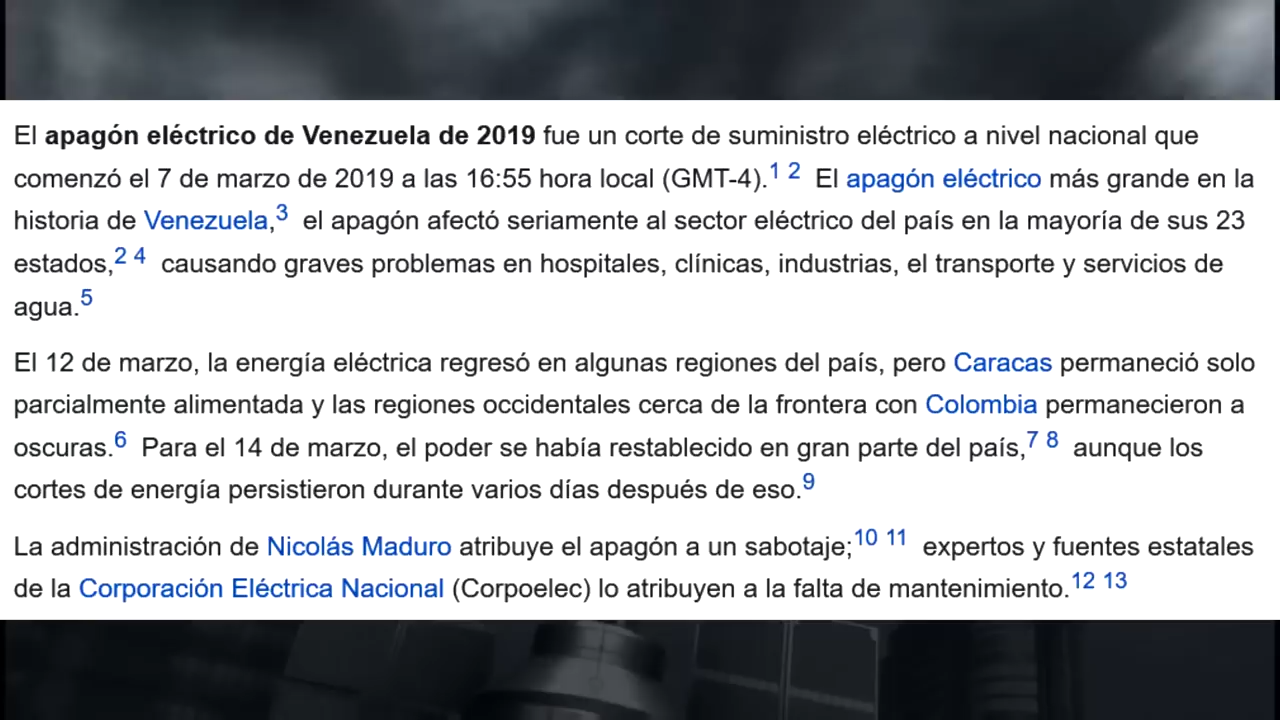 El apagón eléctrico de Venezuela de 2019 fue un corte de suministro eléctrico a nivel nacional que
comenzó el 7 de marzo de 2019 a las 16:55 hora local (GMT-4).1 2 El apagón eléctrico más grande en la
historia de Venezuela,3 el apagón afectó seriamente al sector eléctrico del país en la mayoría de sus 23
estados,2 4 causando graves problemas en hospitales, clínicas, industrias, el transporte y servicios de
agua.5
El 12 de marzo, la energía eléctrica regresó en algunas regiones del país, pero Caracas permaneció solo
parcialmente alimentada y las regiones occidentales cerca de la frontera con Colombia permanecieron a
oscuras.6 Para el 14 de marzo, el poder se había restablecido en gran parte del país,7 8 aunque los
cortes de energía persistieron durante varios días después de eso.9
La administración de Nicolás Maduro atribuye el apagón a un sabotaje;10 11 expertos y fuentes estatales
de la Corporación Eléctrica Nacional (Corpoelec) lo atribuyen a la falta de mantenimiento.12 13